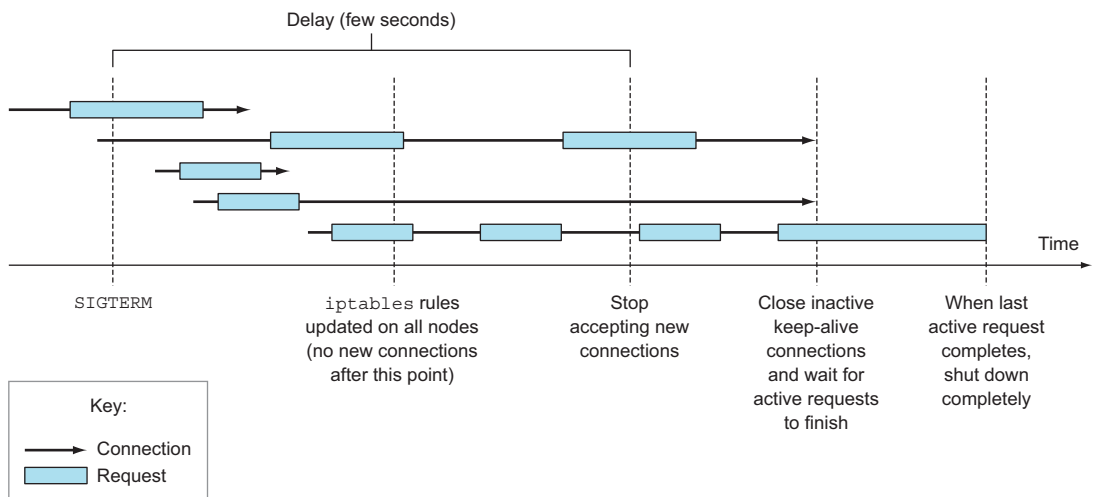 Delay (few seconds)
Time
SIGTERM
iptables rules
updated on all nodes
(no new connections
after this point)
Stop
accepting new
connections
Close inactive
keep-alive
connections
and wait for
active requests
to finish
When last
active request
completes,
shut down
completely
Key:
Connection
Request